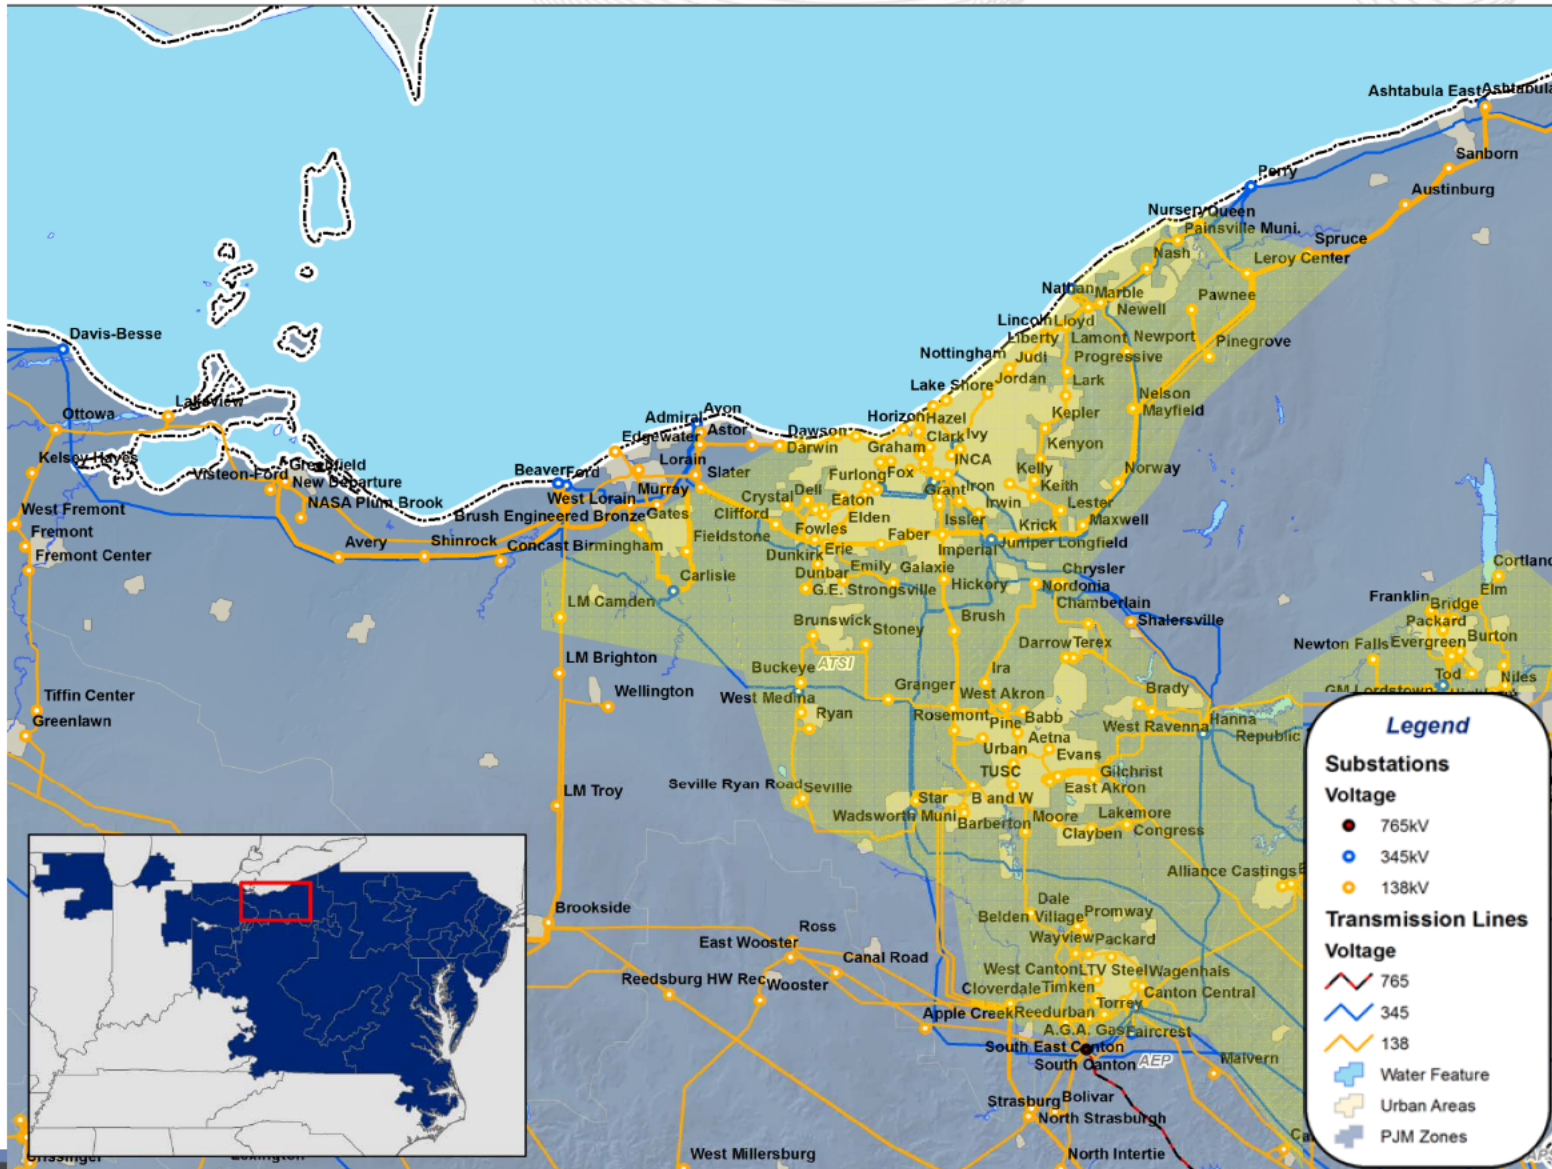 Ashtabula East
Ashtabula
Sanborn
Perry
Austinburg
Nursery
Queen
Painsville Muni.
Spruce
Nash
Leroy Center
Nathan
Marble
Pawnee
Newell
Lincoln
Lloyd
Davis-Besse
Liberty
Lamont
Newport
Pinegrove
Nottingham
Judi
Progressive
Jordan
Lark
Lake Shore
Nelson
Lakeview
Ottowa
Admiral
Avon
Horizon
Hazel
Kepler
Mayfield
Edgewater
Astor
Dawson
Clark
Ivy
Darwin
Graham
Kenyon
Kelsey Hayes
Greenfield
Lorain
INCA
Visteon-Ford
New Departure
Beaver
Ford
Slater
Furlong
Fox
Kelly
Norway
NASA Plum Brook
West Lorain
Murray
Crystal
Dell
Eaton
Grant
Iron
Keith
West Fremont
Brush Engineered Bronze
Gates
Clifford
Elden
Irwin
Lester
Fremont
Fowles
Issler
Krick
Maxwell
Avery
Shinrock
Concast Birmingham
Fieldstone
Faber
Fremont Center
Dunkirk
Erie
Imperial
Juniper
Longfield
Carlisle
Dunbar
Emily
Galaxie
Chrysler
Cortland
LM Camden
G.E. Strongsville
Hickory
Nordonia
Elm
Chamberlain
Franklin
Bridge
Brunswick
Stoney
Brush
Shalersville
Packard
Darrow
Terex
Newton Falls
Evergreen
Burton
LM Brighton
Buckeye
ATSI
Ira
Tod
Niles
Wellington
West Medina
Granger
West Akron
Brady
GM Lordstown
Tiffin Center
Greenlawn
Ryan
Rosemont
Pine
Babb
West Ravenna
Hanna
Aetna
Republic
Urban
Evans
TUSC
Gilchrist
Seville Ryan Road
Seville
East Akron
LM Troy
Star
B and W
Wadsworth Muni
Barberton
Moore
Lakemore
Clayben
Congress
Alliance Castings
Brookside
Dale
Belden Village
Promway
Ross
East Wooster
Wayview
Packard
Canal Road
Reedsburg HW Rec
Wooster
West Canton
LTV Steel
Wagenhals
Cloverdale
Timken
Canton Central
Apple Creek
Reedurban
Torrey
A.G.A. Gas
Faircrest
South East Canton
South Canton
AEP
Malvern
Strasburg
Bolivar
North Strasburgh
West Millersburg
North Intertie
Legend
Substations
Voltage
765kV
345kV
138kV
Transmission Lines
Voltage
765
345
138
Water Feature
Urban Areas
PJM Zones